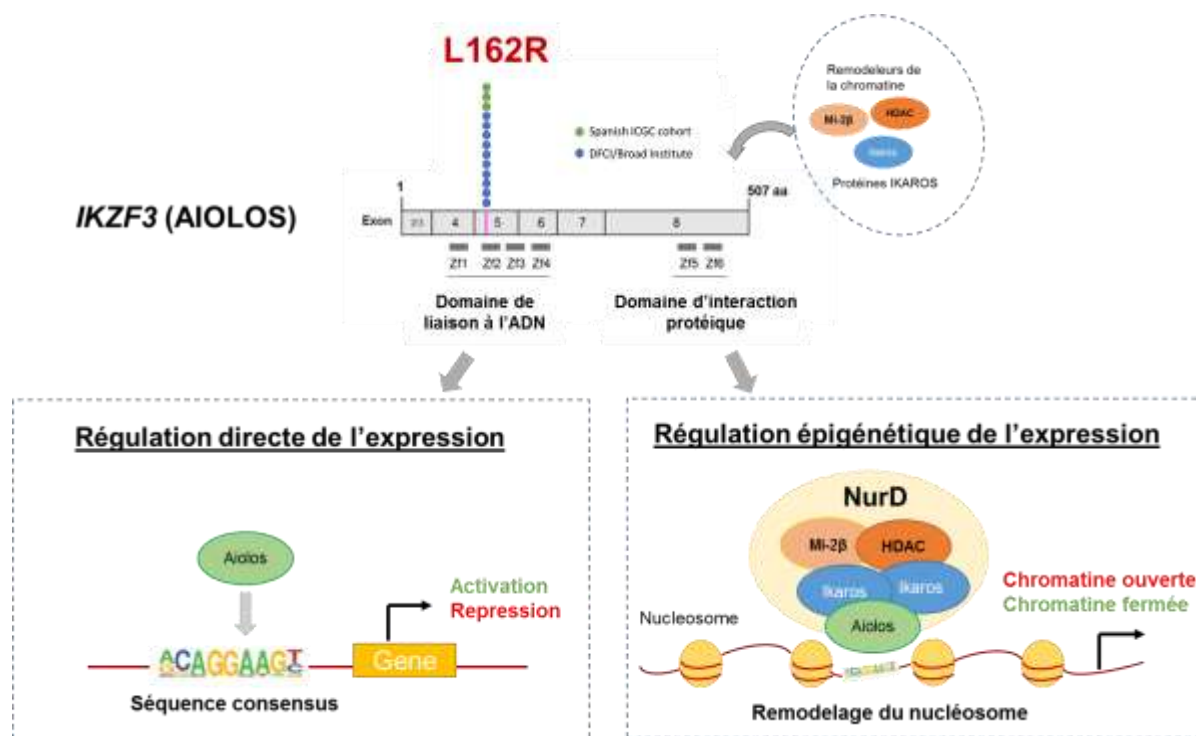 L162R
Remodeleurs de
la chromatine
Mi-2β
HDAC
Ikaros
Protéines IKAROS
Spanish ICGC cohort
DFCI/Broad Institute
1
507 aa
IKZF3 (AIOLOS)
Exon
2/3 4 5 6 7 8
Zf1 Zf2 Zf3 Zf4 Zf5 Zf6
Domaine de
liaison à l'ADN
Domaine d'interaction
protéique
Régulation directe de l'expression
Aiolos
Activation
Repression
ACAGGAAGT
Gene
Séquence consensus
Régulation épigénétique de l'expression
NurD
Mi-2β
HDAC
Ikaros
Ikaros
Aiolos
Chromatine ouverte
Chromatine fermée
Nucleosome
Remodelage du nucléosome